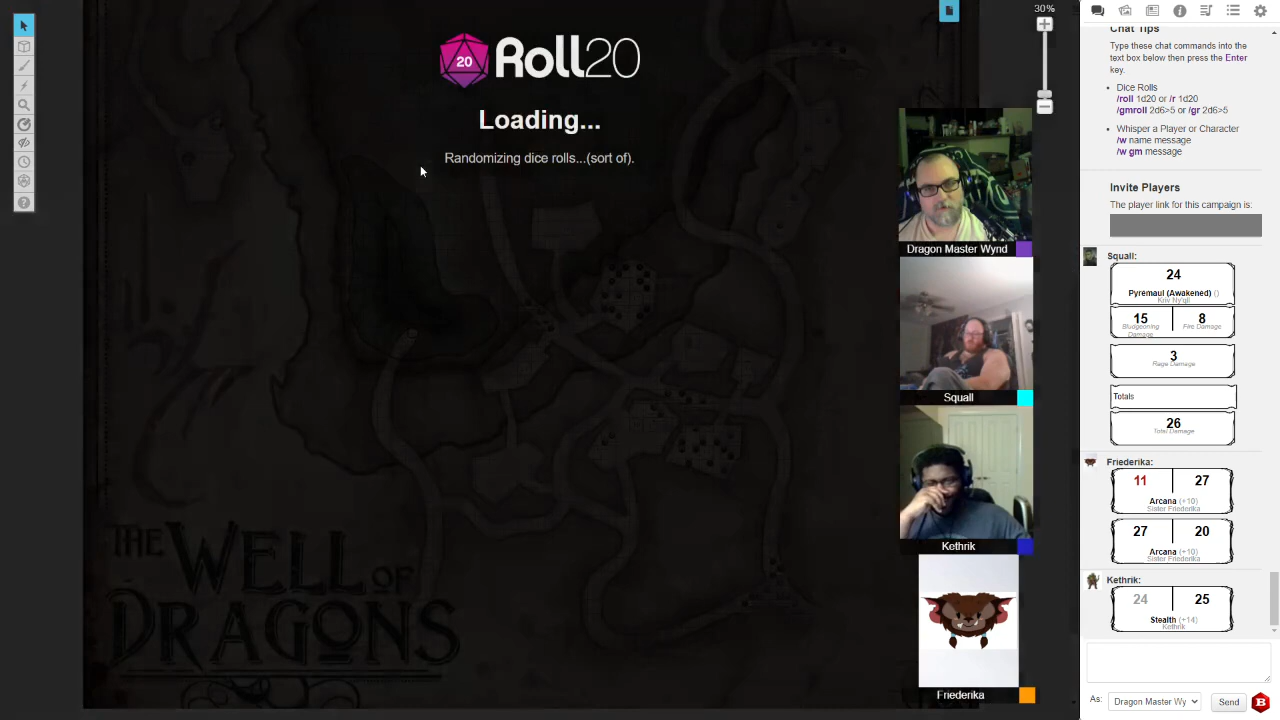 20
Roll20
Loading...
Randomizing dice rolls...(sort of).
THE
WELL OF
DRAGONS
30%
Dragon Master Wynd
Squall
Kethrik
Friederika
Chat Tips
Type these chat commands into the
text box below then press the Enter
key.
Dice Rolls
/roll 1d20 or /r 1d20
/gmroll 2d6>5 or /gr 2d6>5
Whisper a Player or Character
/w name message
/w gm message
Invite Players
The player link for this campaign is:
Squall:
24
Pyremaul (Awakened) ()
15
8
Bludgeoning
Damage
Fire Damage
3
Rage Damage
Totals
26
Total Damage
Friederika:
11
27
Arcana (+10)
Sister Friederika
27
20
Arcana (+10)
Sister Friederika
Kethrik:
24
25
Stealth (+14)
Kethrik
As:
Dragon Master Wy
Send
B